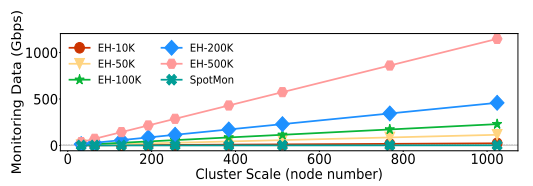 Monitoring Data (Gbps)
1000
500
0
EH-10K
EH-50K
EH-100K
EH-200K
EH-500K
SpotMon
0 200 400 600 800 1000
Cluster Scale (node number)